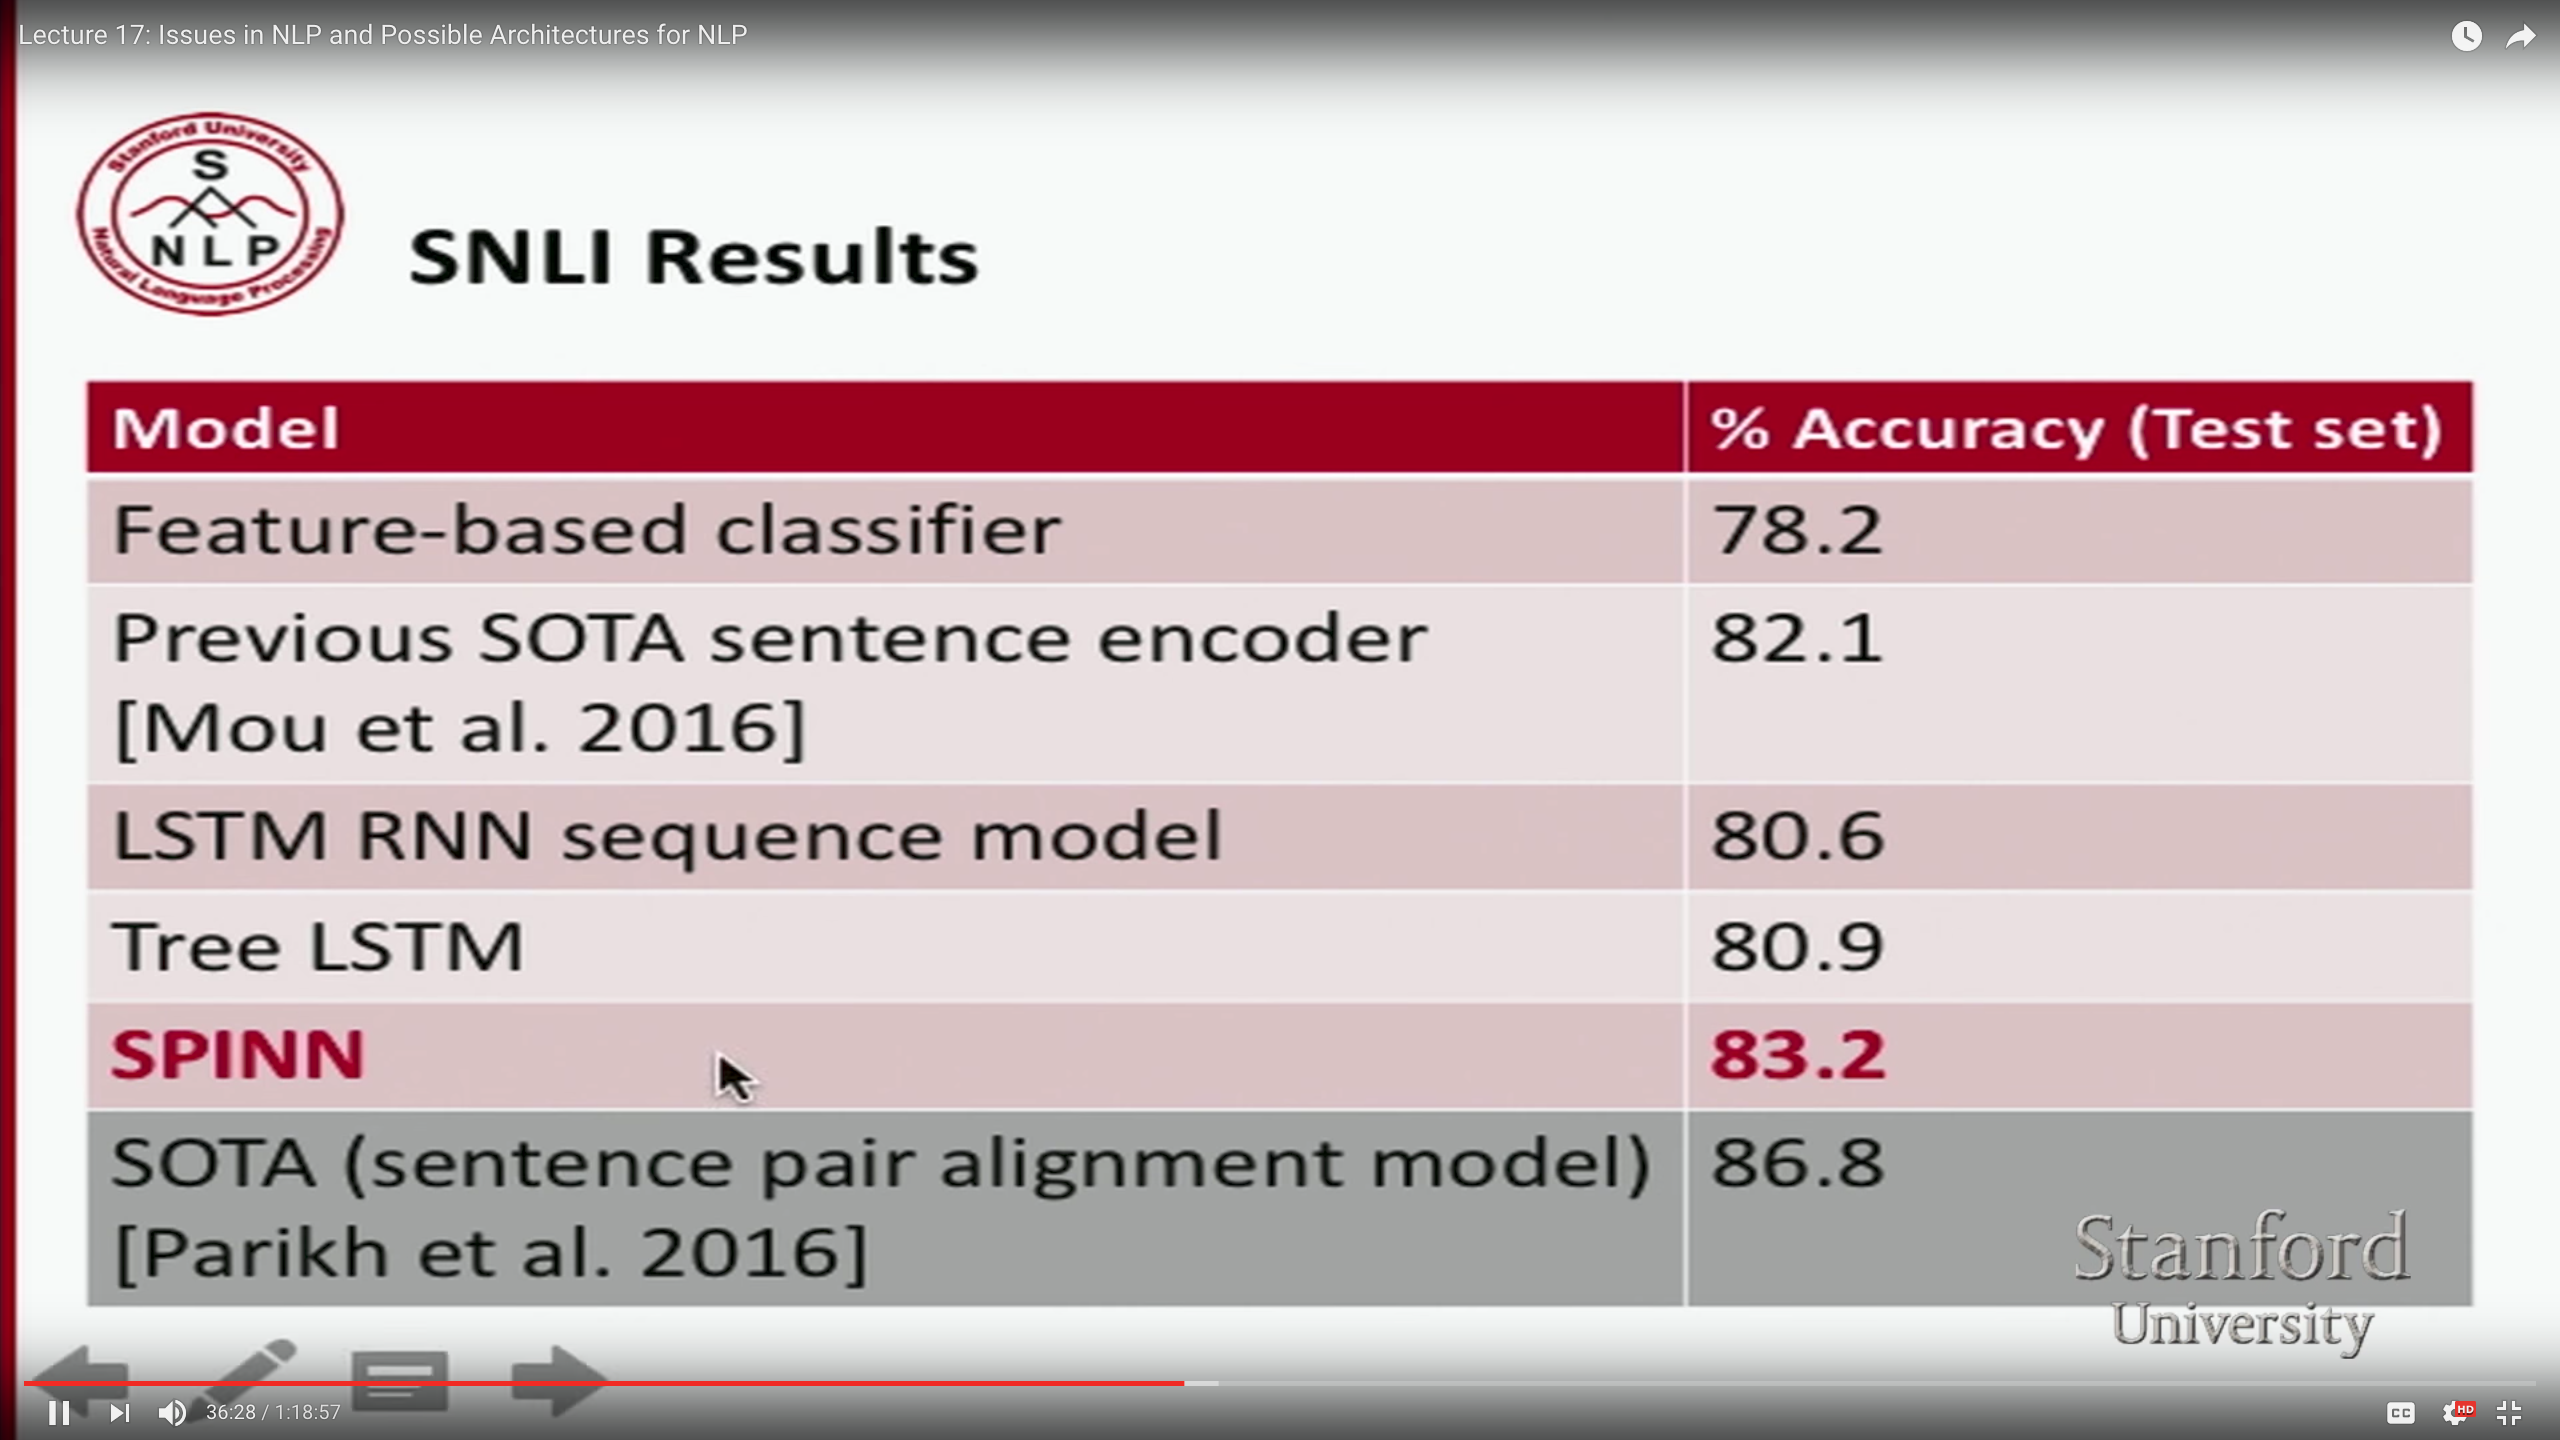 Lecture 17: Issues in NLP and Possible Architectures for NLP
Stanford University
S
NLP
Natural Language Processing
SNLI Results
Model % Accuracy (Test set)
Feature-based classifier 78.2
Previous SOTA sentence encoder 82.1
[Mou et al. 2016]
LSTM RNN sequence model 80.6
Tree LSTM 80.9
SPINN 83.2
SOTA (sentence pair alignment model) 86.8
[Parikh et al. 2016]
Stanford
University
36:28 / 1:18:57
CC
HD